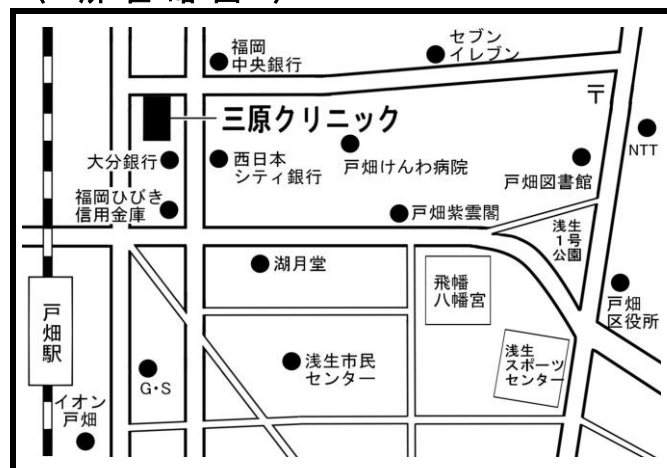 福岡
中央銀行
セブン
イレブン
〒
三原クリニック
NTT
大分銀行
西日本
シティ銀行
戸畑けんわ病院
戸畑図書館
福岡ひびき
信用金庫
戸畑紫雲閣
浅生
1号
公園
湖月堂
飛幡
八幡宮
戸畑
区役所
戸畑駅
浅生市民
センター
浅生
スポーツ
センター
G・S
イオン
戸畑